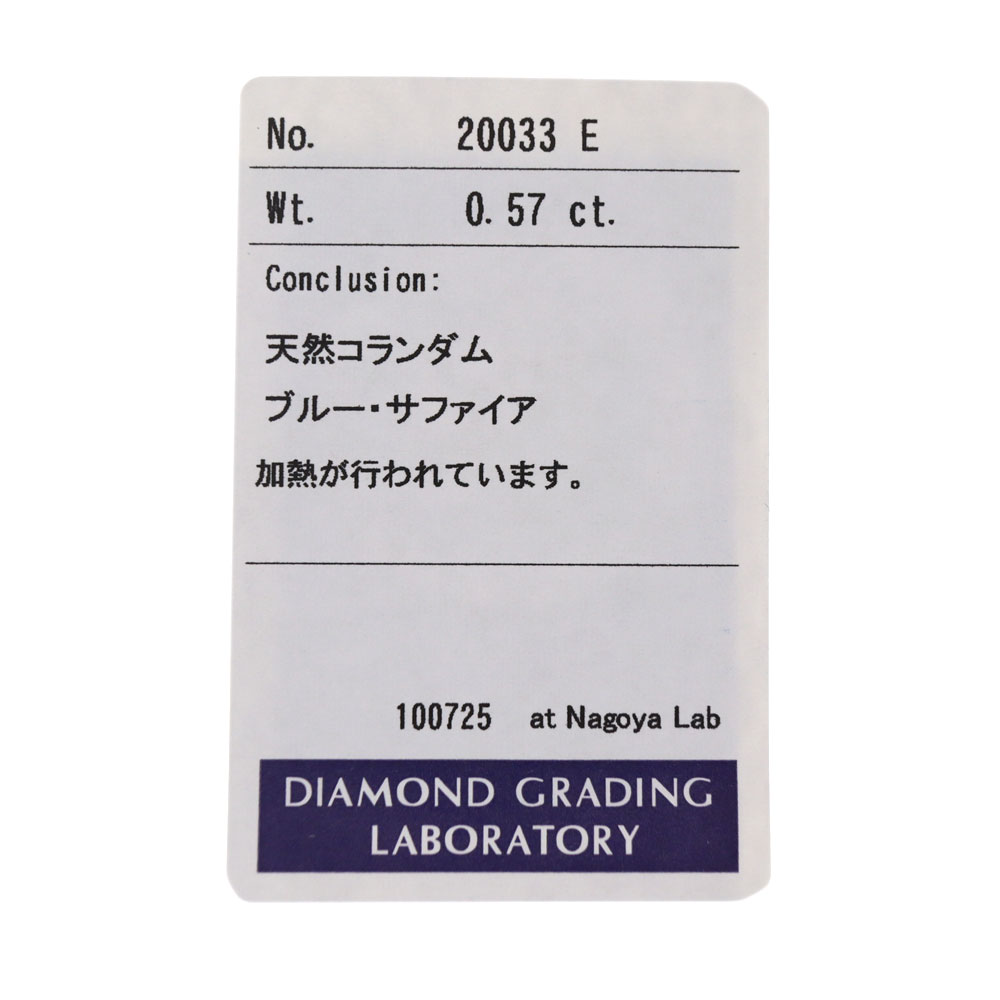 No. 20033 E
Wt. 0.57 ct.
Conclusion:
天然コランダム
ブルー・サファイア
加熱が行われています。
100725 at Nagoya Lab
DIAMOND GRADING
LABORATORY